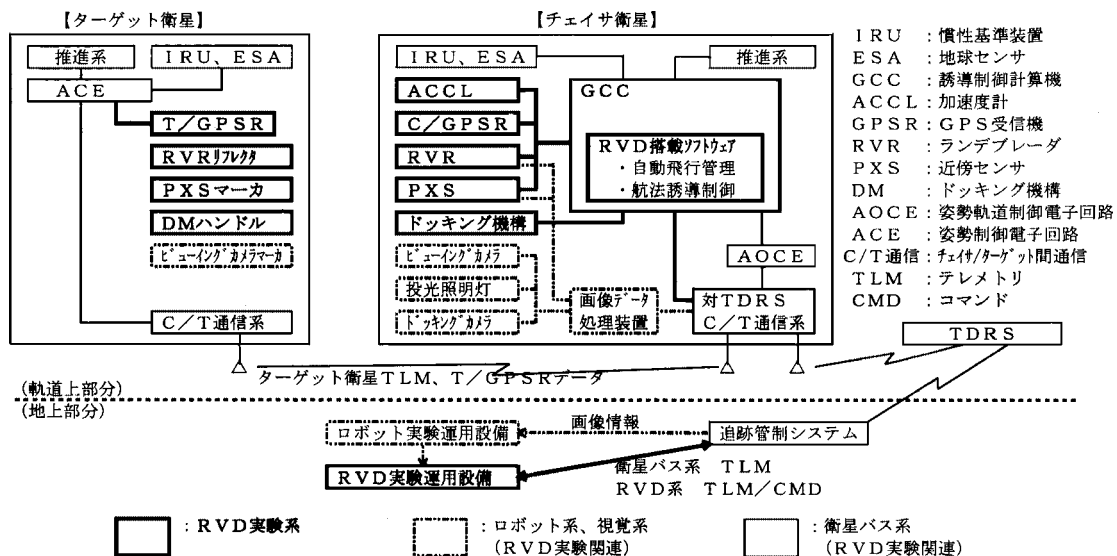 【ターゲット衛星】
推進系
IRU、ESA
ACE
T/GPSR
RVRリフレクタ
PXSマーカ
DMハンドル
ビューイングカメラマーカ
C/T通信系
【チェイサ衛星】
IRU、ESA
推進系
ACCL
C/GPSR
RVR
PXS
ドッキング機構
ビューイングカメラ
投光照明灯
ドッキングカメラ
GCC
RVD搭載ソフトウェア
・自動飛行管理
・航法誘導制御
AOCE
画像データ
処理装置
対TDRS
C/T通信系
IRU :慣性基準装置
ESA :地球センサ
GCC :誘導制御計算機
ACCL:加速度計
GPSR:GPS受信機
RVR :ランデブレーダ
PXS :近傍センサ
DM :ドッキング機構
AOCE:姿勢軌道制御電子回路
ACE :姿勢制御電子回路
C/T通信:チェイサ/ターゲット間通信
TLM :テレメトリ
CMD :コマンド
TDRS
ターゲット衛星TLM、T/GPSRデータ
(軌道上部分)
(地上部分)
ロボット実験運用設備
画像情報
追跡管制システム
RVD実験運用設備
衛星バス系 TLM
RVD系 TLM/CMD
:RVD実験系
:ロボット系、視覚系
(RVD実験関連)
:衛星バス系
(RVD実験関連)